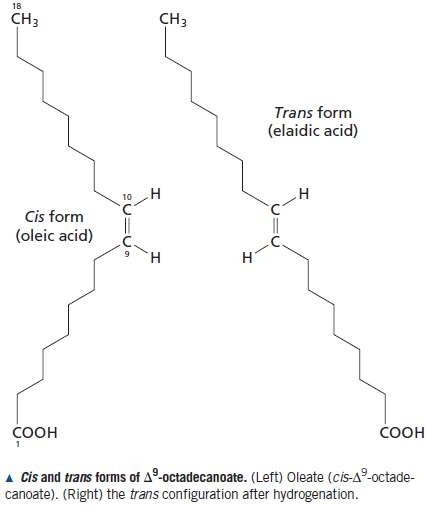 18
CH3
CH3
Trans form
(elaidic acid)
10
H
H
C
C
Cis form
(oleic acid)
C
C
9
H
H
COOH
1
COOH
▲ Cis and trans forms of Δ9-octadecanoate. (Left) Oleate (cis-Δ9-octade-
canoate). (Right) the trans configuration after hydrogenation.